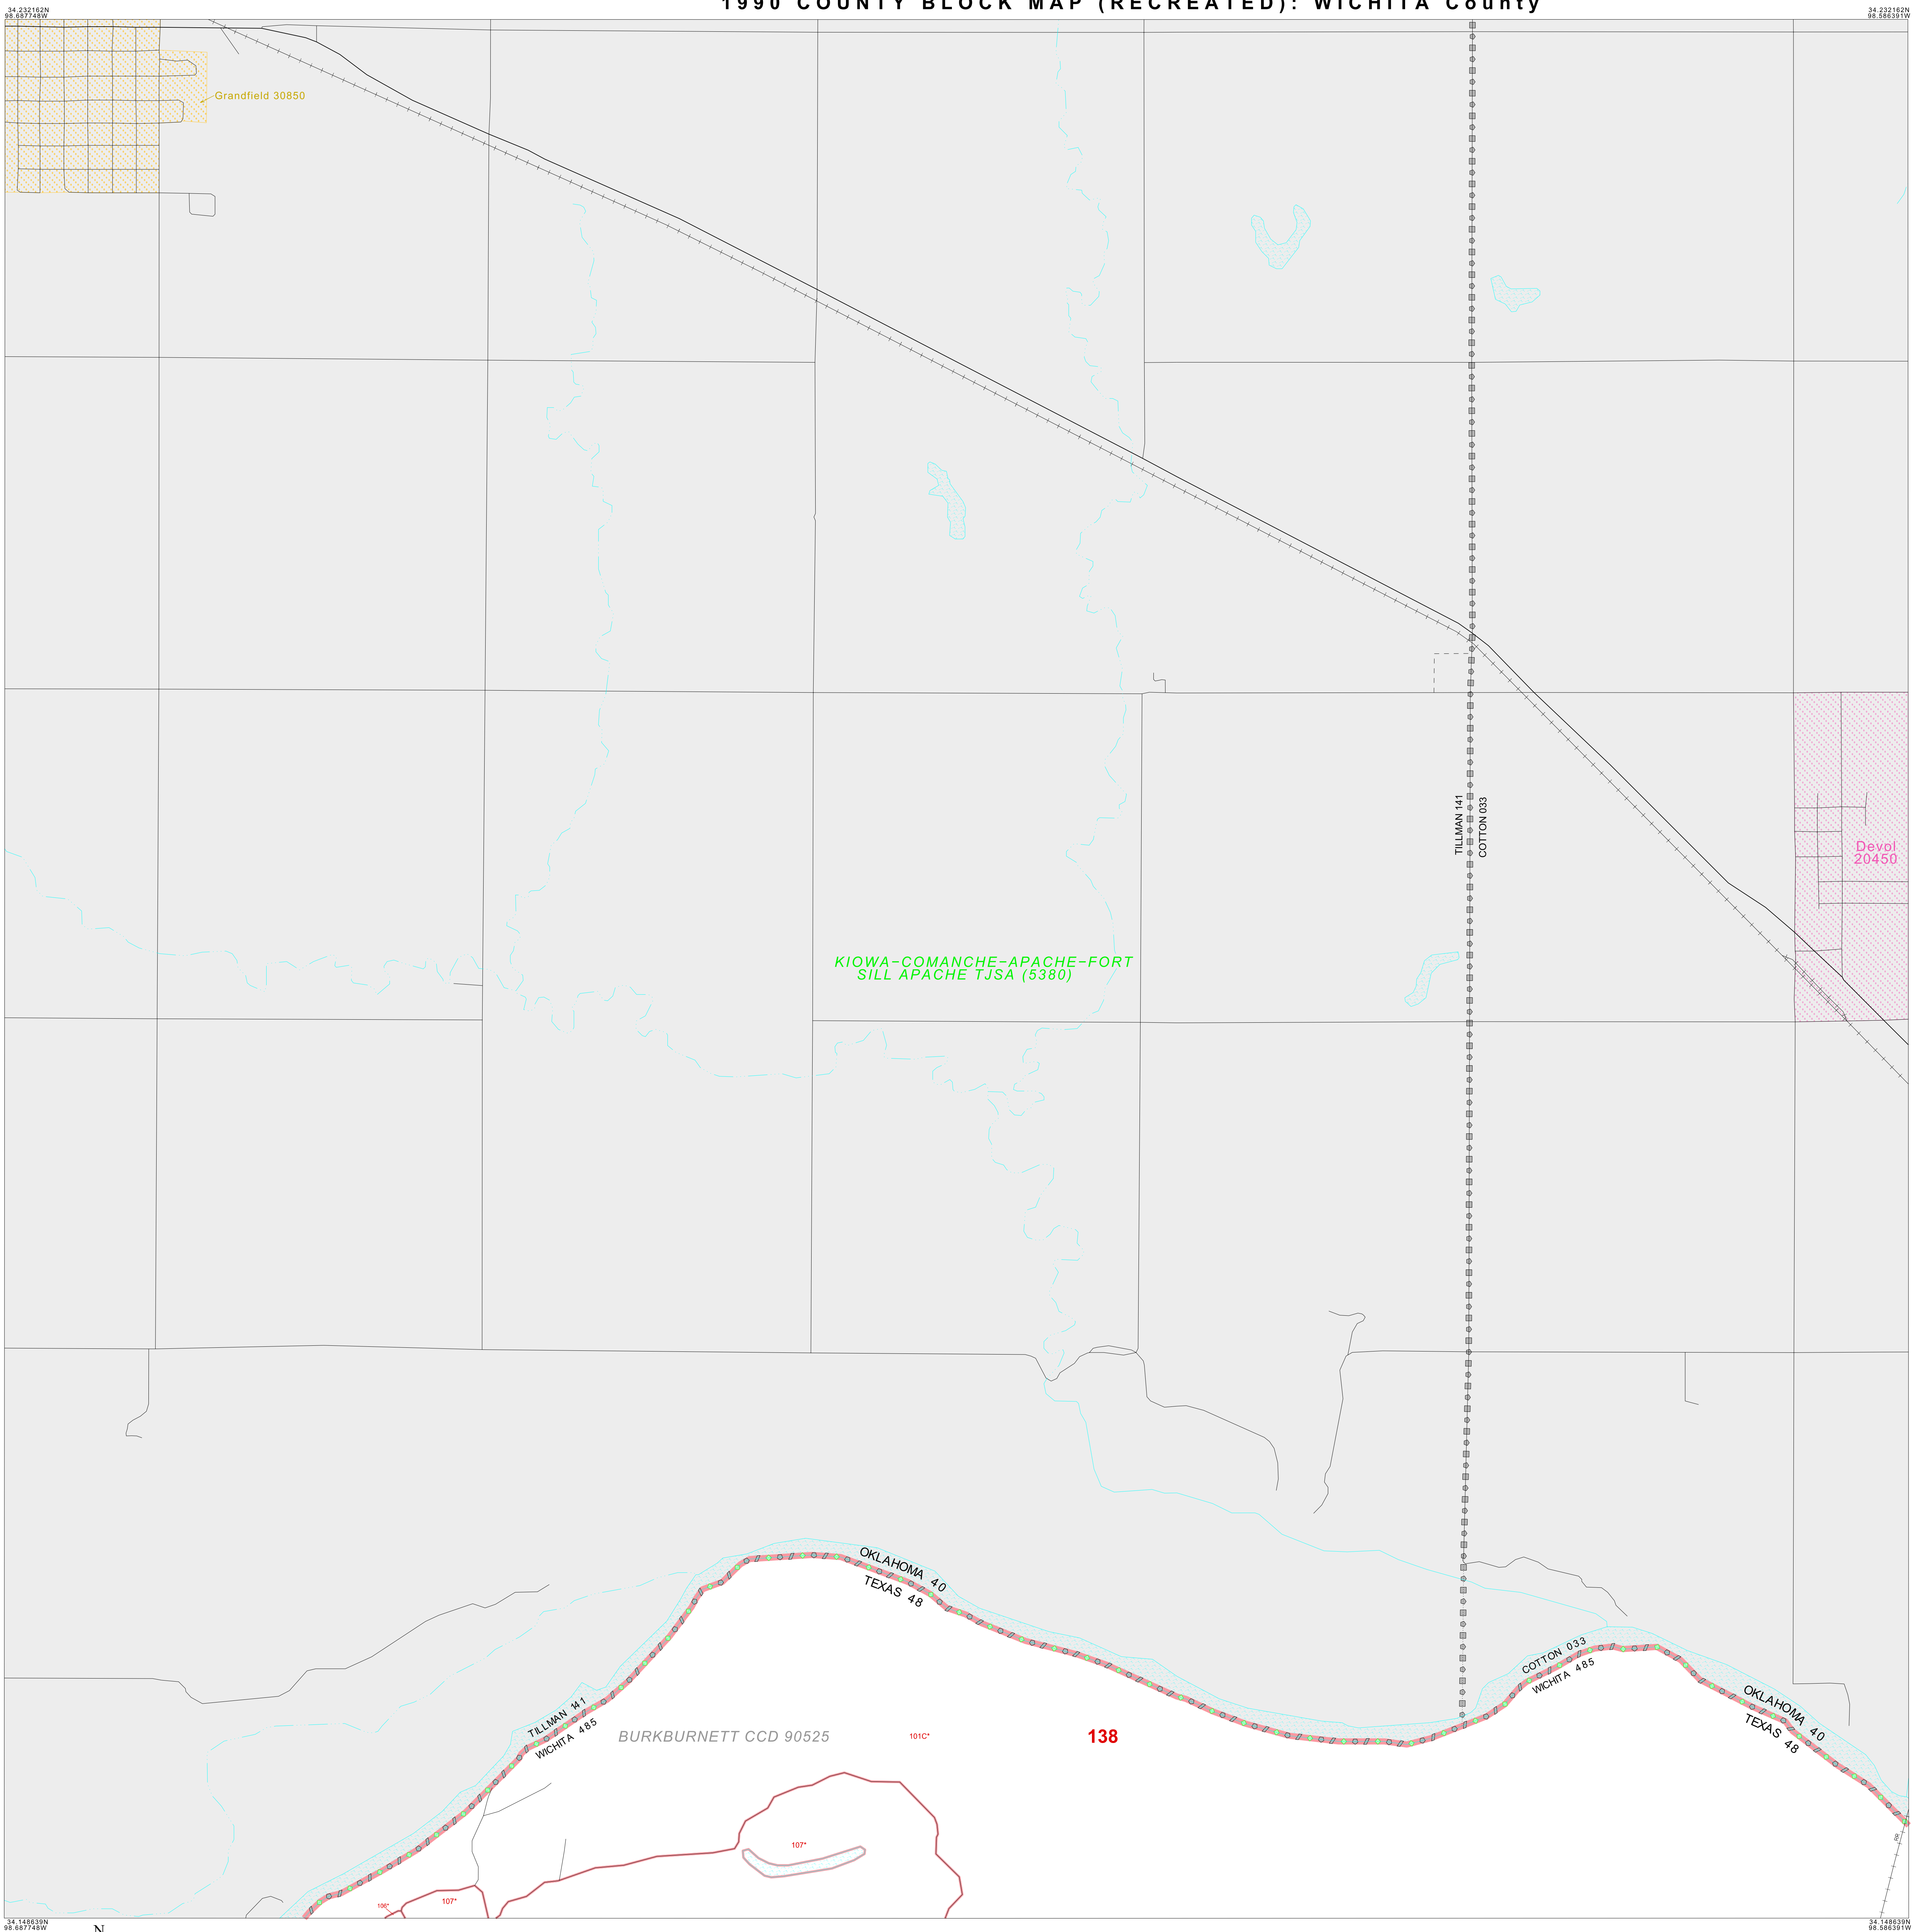 1990 COUNTY BLOCK MAP (RECREATED): WICHITA County
34.232162N
98.687748W
34.232162N
98.586391W
Grandfield 30850
TILLMAN 141
COTTON 033
Devol
20450
KIOWA-COMANCHE-APACHE-FORT
SILL APACHE TJSA (5380)
OKLAHOMA 40
TEXAS 48
COTTON 033
WICHITA 485
TILLMAN 141
WICHITA 485
OKLAHOMA 40
TEXAS 48
BURKBURNETT CCD 90525
101C*
138
107*
RR
106*
107*
34.148639N
98.687748W
N
34.148639N
98.586391W